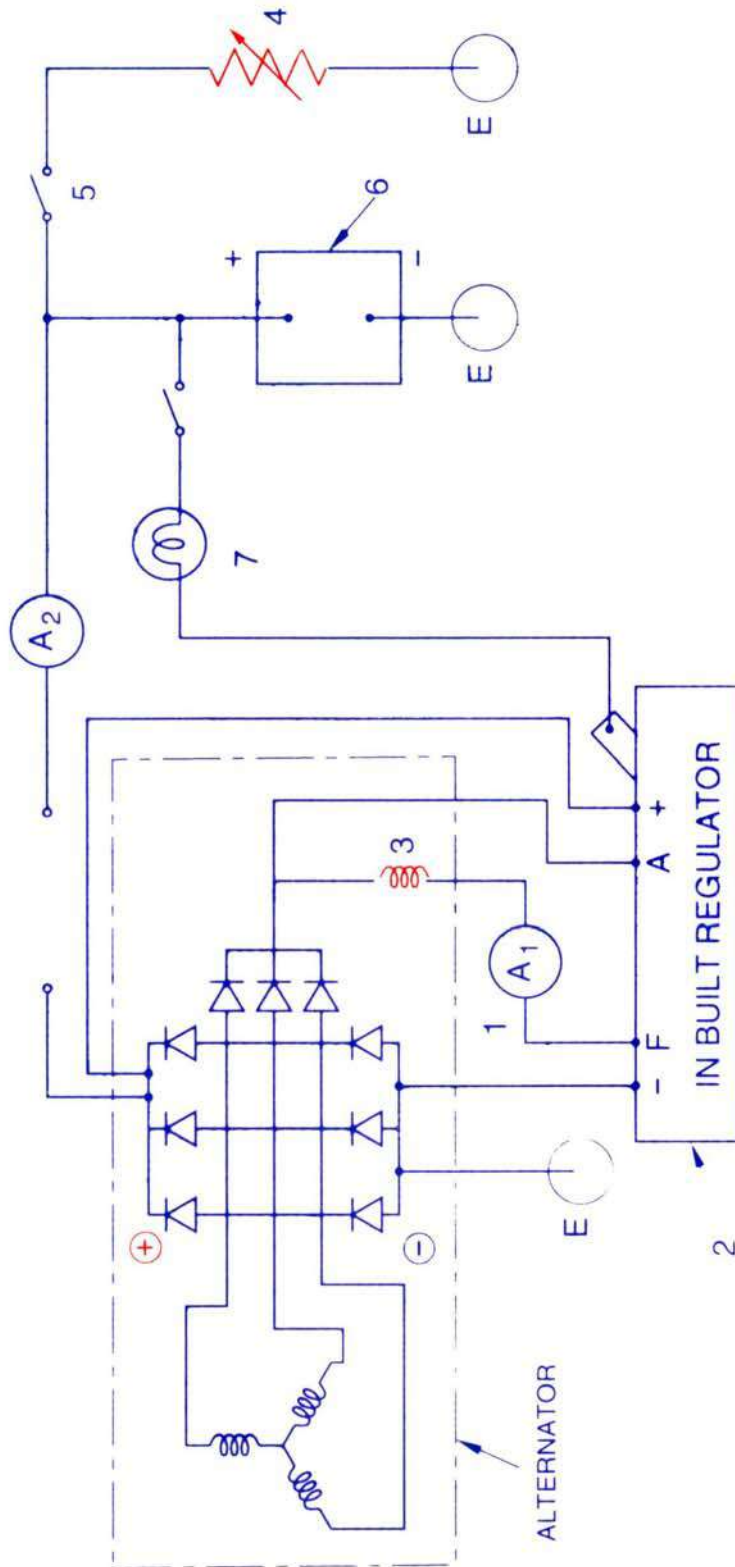 4
5
E
6
+
-
E
A2
7
3
A1
1
+
-
E
ALTERNATOR
2
- F A +
IN BUILT REGULATOR